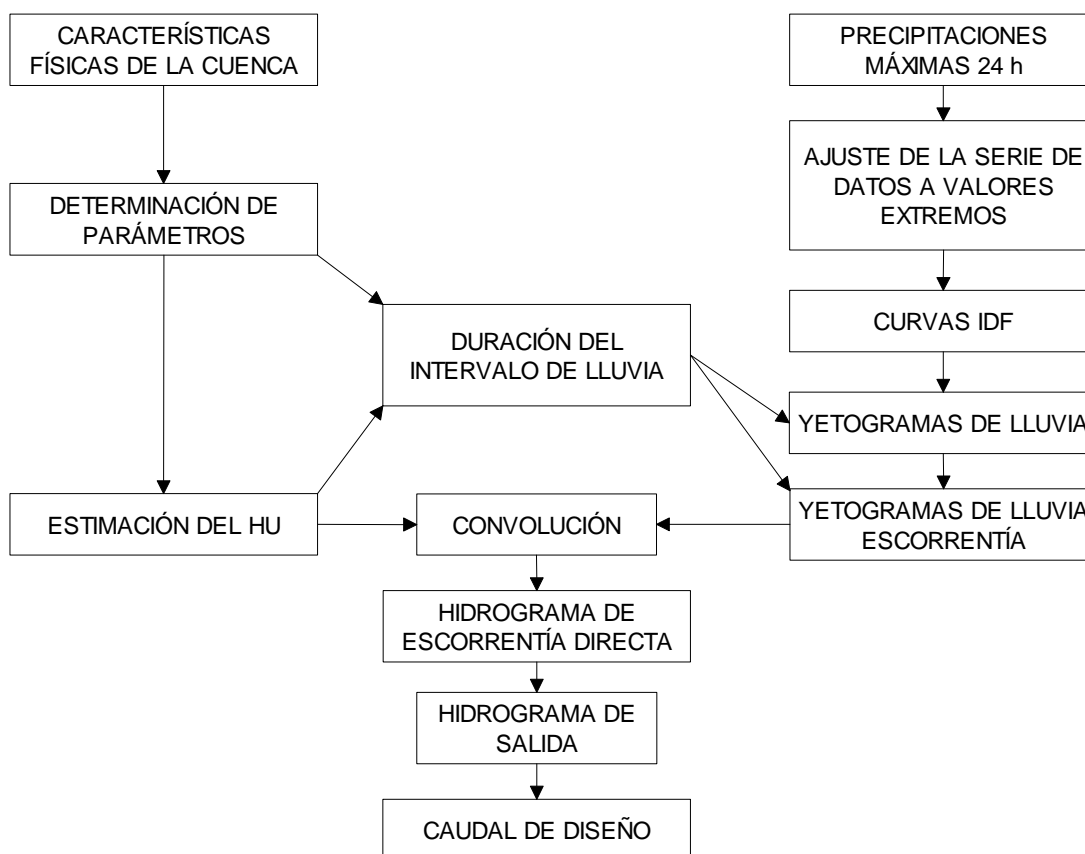 CARACTERÍSTICAS
FÍSICAS DE LA CUENCA
PRECIPITACIONES
MÁXIMAS 24 h
AJUSTE DE LA SERIE DE
DATOS A VALORES
EXTREMOS
DETERMINACIÓN DE
PARÁMETROS
CURVAS IDF
DURACIÓN DEL
INTERVALO DE LLUVIA
YETOGRAMAS DE LLUVIA
ESTIMACIÓN DEL HU
CONVOLUCIÓN
YETOGRAMAS DE LLUVIA
ESCORRENTÍA
HIDROGRAMA DE
ESCORRENTÍA DIRECTA
HIDROGRAMA DE
SALIDA
CAUDAL DE DISEÑO